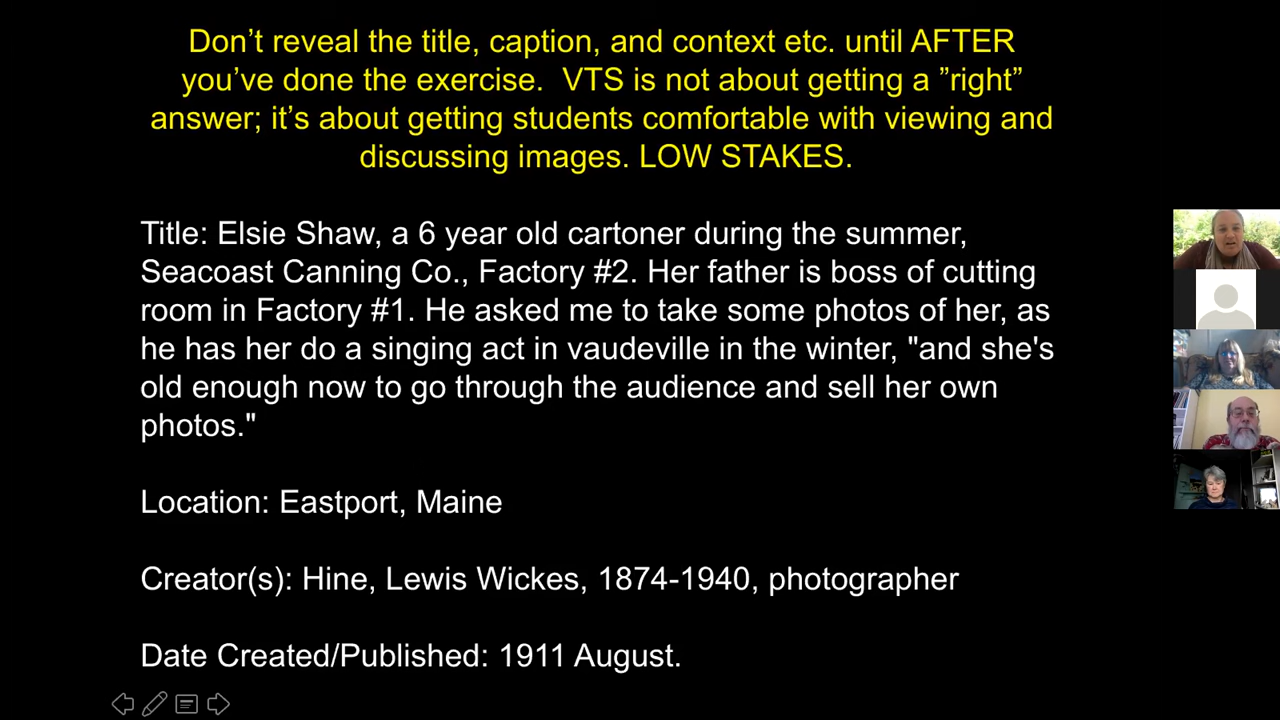 Don’t reveal the title, caption, and context etc. until AFTER
you’ve done the exercise.  VTS is not about getting a ”right”
answer; it’s about getting students comfortable with viewing and
discussing images. LOW STAKES.
Title: Elsie Shaw, a 6 year old cartoner during the summer,
Seacoast Canning Co., Factory #2. Her father is boss of cutting
room in Factory #1. He asked me to take some photos of her, as
he has her do a singing act in vaudeville in the winter, "and she's
old enough now to go through the audience and sell her own
photos."
Location: Eastport, Maine
Creator(s): Hine, Lewis Wickes, 1874-1940, photographer
Date Created/Published: 1911 August.